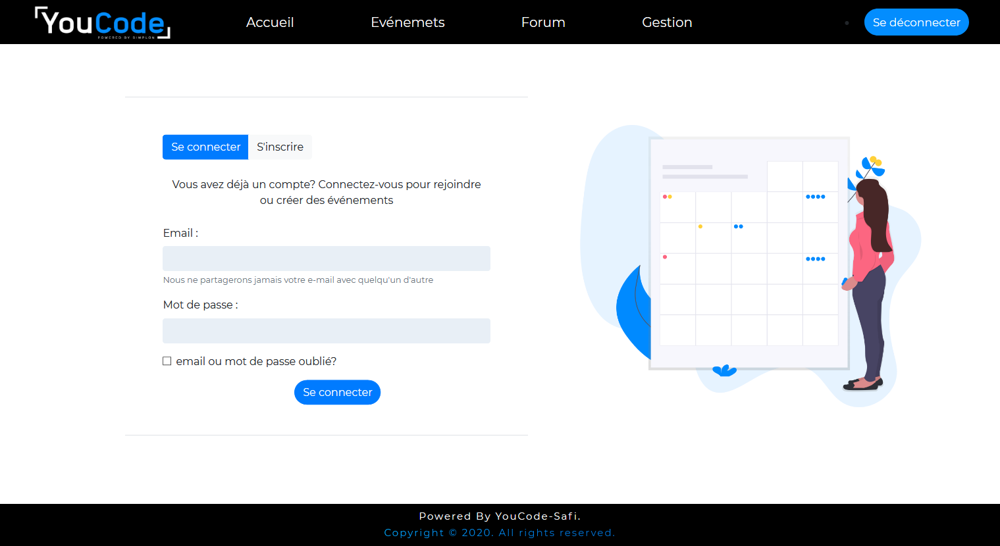 YouCode
POWERED BY SIMPLON
Accueil
Evénemets
Forum
Gestion
Se déconnecter
Se connecter
S'inscrire
Vous avez déjà un compte? Connectez-vous pour rejoindre
ou créer des événements
Email :
Nous ne partagerons jamais votre e-mail avec quelqu'un d'autre
Mot de passe :
email ou mot de passe oublié?
Se connecter
Powered By YouCode-Safi.
Copyright © 2020. All rights reserved.